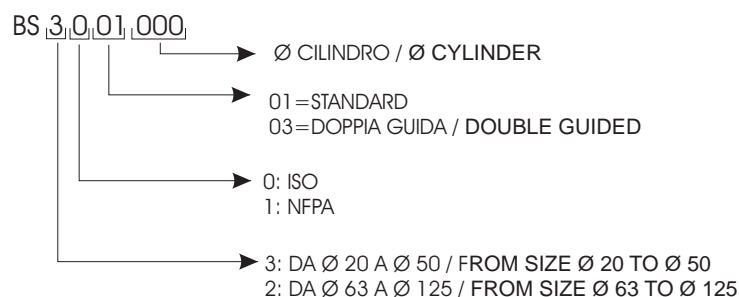 BS 3 0 01 000
Ø CILINDRO / Ø CYLINDER
01=STANDARD
03=DOPPIA GUIDA / DOUBLE GUIDED
0: ISO
1: NFPA
3: DA Ø 20 A Ø 50 / FROM SIZE Ø 20 TO Ø 50
2: DA Ø 63 A Ø 125 / FROM SIZE Ø 63 TO Ø 125